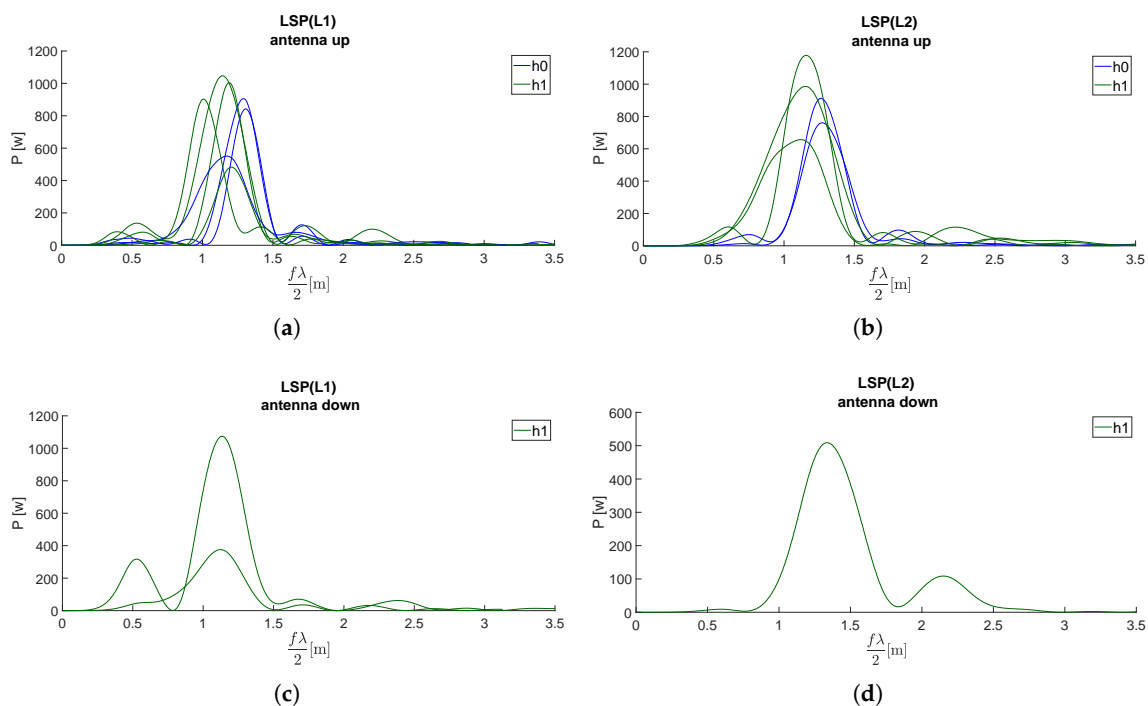 LSP(L1)
antenna up
1200
1000
800
600
400
200
0
P [w]
h0
h1
0 0.5 1 1.5 2 2.5 3 3.5
fλ
2 [m]
(a)
LSP(L2)
antenna up
1200
1000
800
600
400
200
0
P [w]
h0
h1
0 0.5 1 1.5 2 2.5 3 3.5
fλ
2 [m]
(b)
LSP(L1)
antenna down
1200
1000
800
600
400
200
0
P [w]
h1
0 0.5 1 1.5 2 2.5 3 3.5
fλ
2 [m]
(c)
LSP(L2)
antenna down
600
500
400
300
200
100
0
P [w]
h1
0 0.5 1 1.5 2 2.5 3 3.5
fλ
2 [m]
(d)